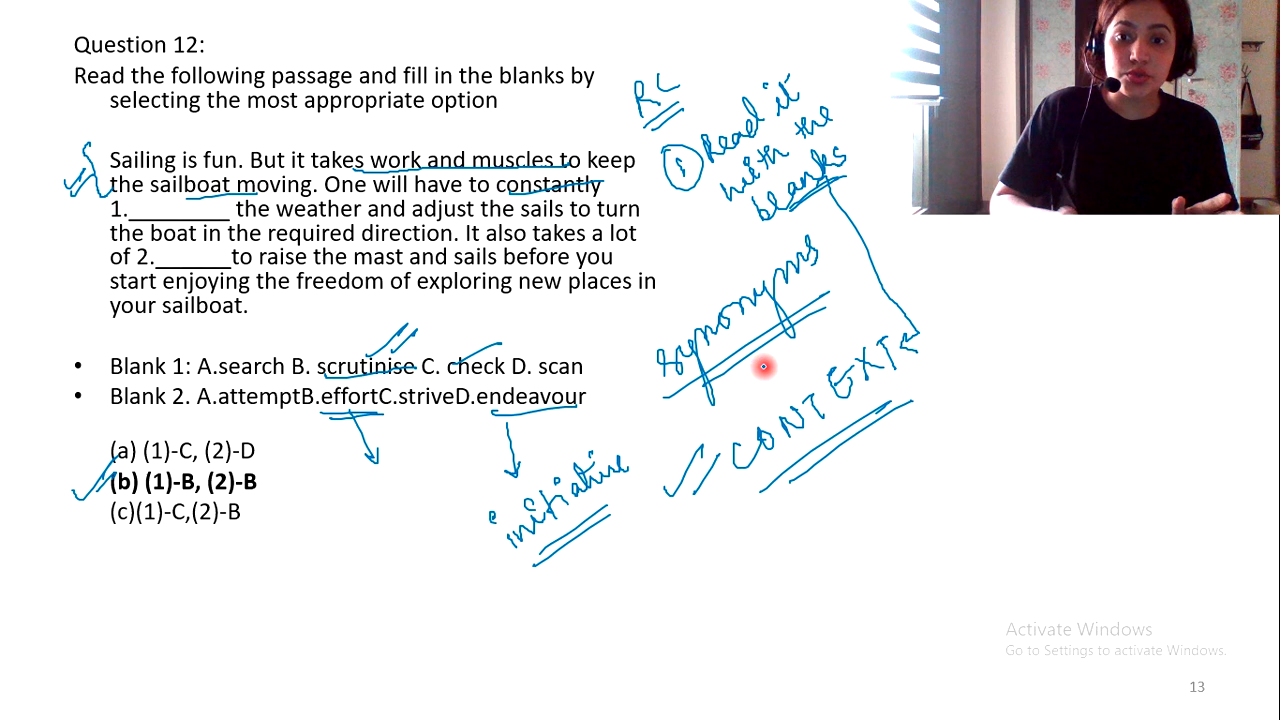 Question 12:
Read the following passage and fill in the blanks by
selecting the most appropriate option
Sailing is fun. But it takes work and muscles to keep
the sailboat moving. One will have to constantly
1.________ the weather and adjust the sails to turn
the boat in the required direction. It also takes a lot
of 2.______to raise the mast and sails before you
start enjoying the freedom of exploring new places in
your sailboat.
• Blank 1: A.search B. scrutinise C. check D. scan
• Blank 2. A.attemptB.effortC.striveD.endeavour
(a) (1)-C, (2)-D
(b) (1)-B, (2)-B
(c)(1)-C,(2)-B
RC
1 Read it
with the
blanks
synonyms
CONTEXT
initiative
Activate Windows
Go to Settings to activate Windows.
13